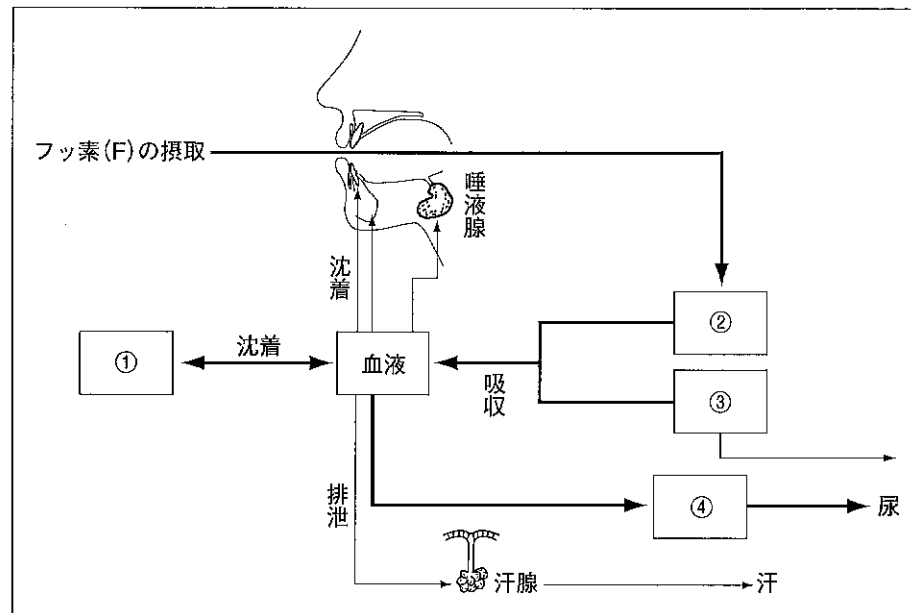 フッ素(F)の摂取
唾液腺
沈着
①
沈着
血液
吸収
②
③
排泄
④
尿
汗腺
汗